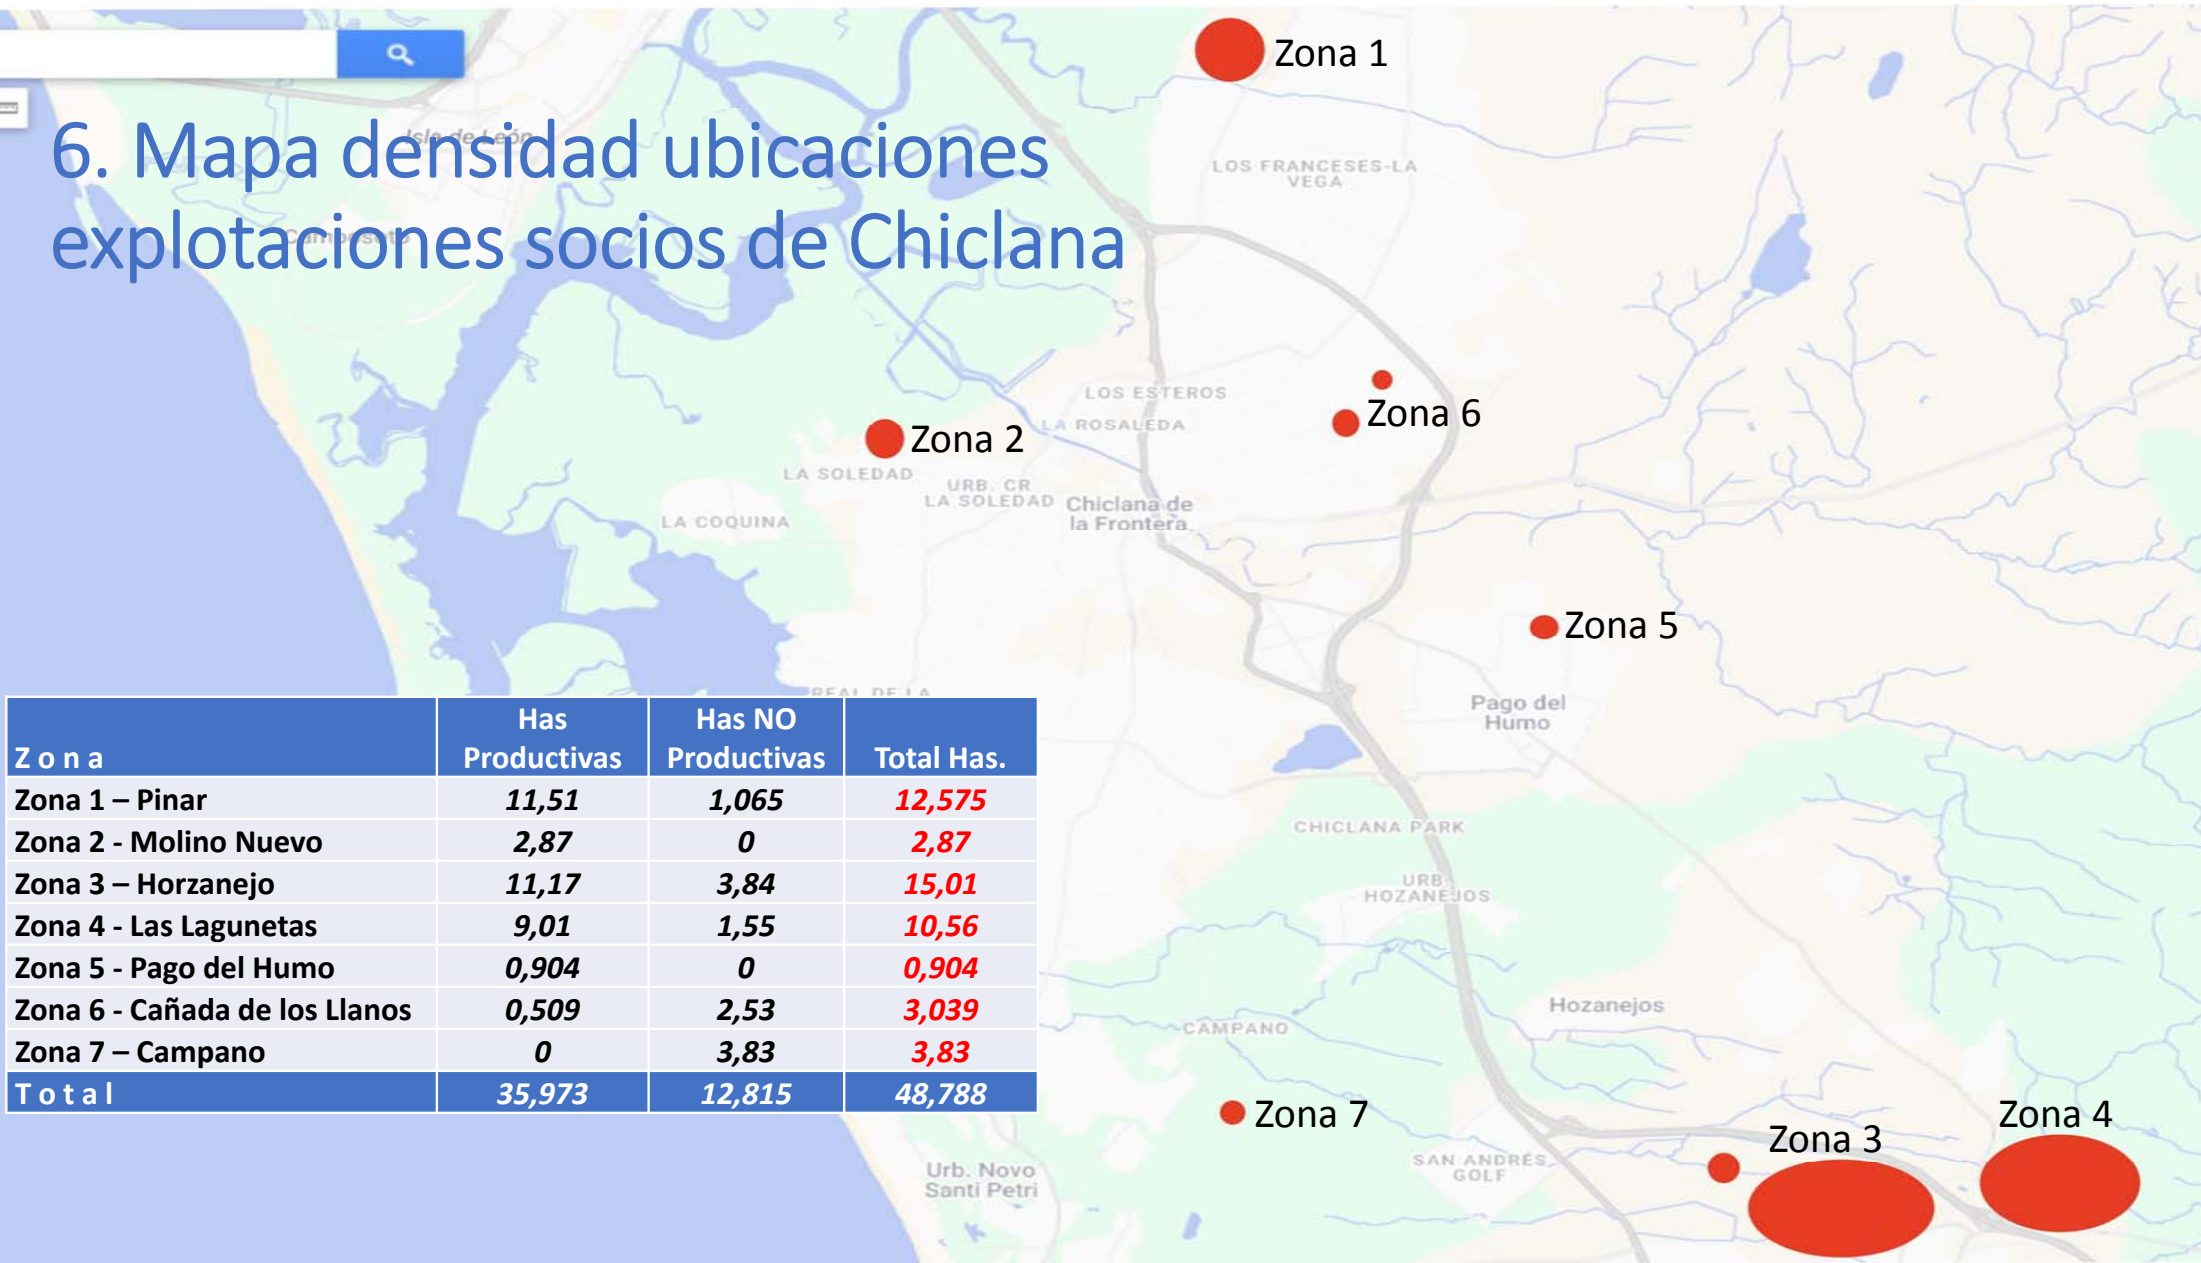 6. Mapa densidad ubicaciones
explotaciones socios de Chiclana
Isla de León
Camposoto
Zona 1
LOS FRANCESES-LA
VEGA
LOS ESTEROS
LA ROSALEDA
Zona 6
Zona 2
LA SOLEDAD
URB. CR
LA SOLEDAD
Chiclana de
la Frontera
LA COQUINA
Zona 5
Pago del
Humo
REAL DE LA
Zona Has Productivas Has NO Productivas Total Has.
Zona 1 – Pinar 11,51 1,065 12,575
Zona 2 - Molino Nuevo 2,87 0 2,87
Zona 3 – Horzanejo 11,17 3,84 15,01
Zona 4 - Las Lagunetas 9,01 1,55 10,56
Zona 5 - Pago del Humo 0,904 0 0,904
Zona 6 - Cañada de los Llanos 0,509 2,53 3,039
Zona 7 – Campano 0 3,83 3,83
Total 35,973 12,815 48,788
CHICLANA PARK
URB.
HOZANEJOS
Hozanejos
CAMPANO
Zona 7
Zona 3
Zona 4
SAN ANDRÉS
GOLF
Urb. Novo
Santi Petri